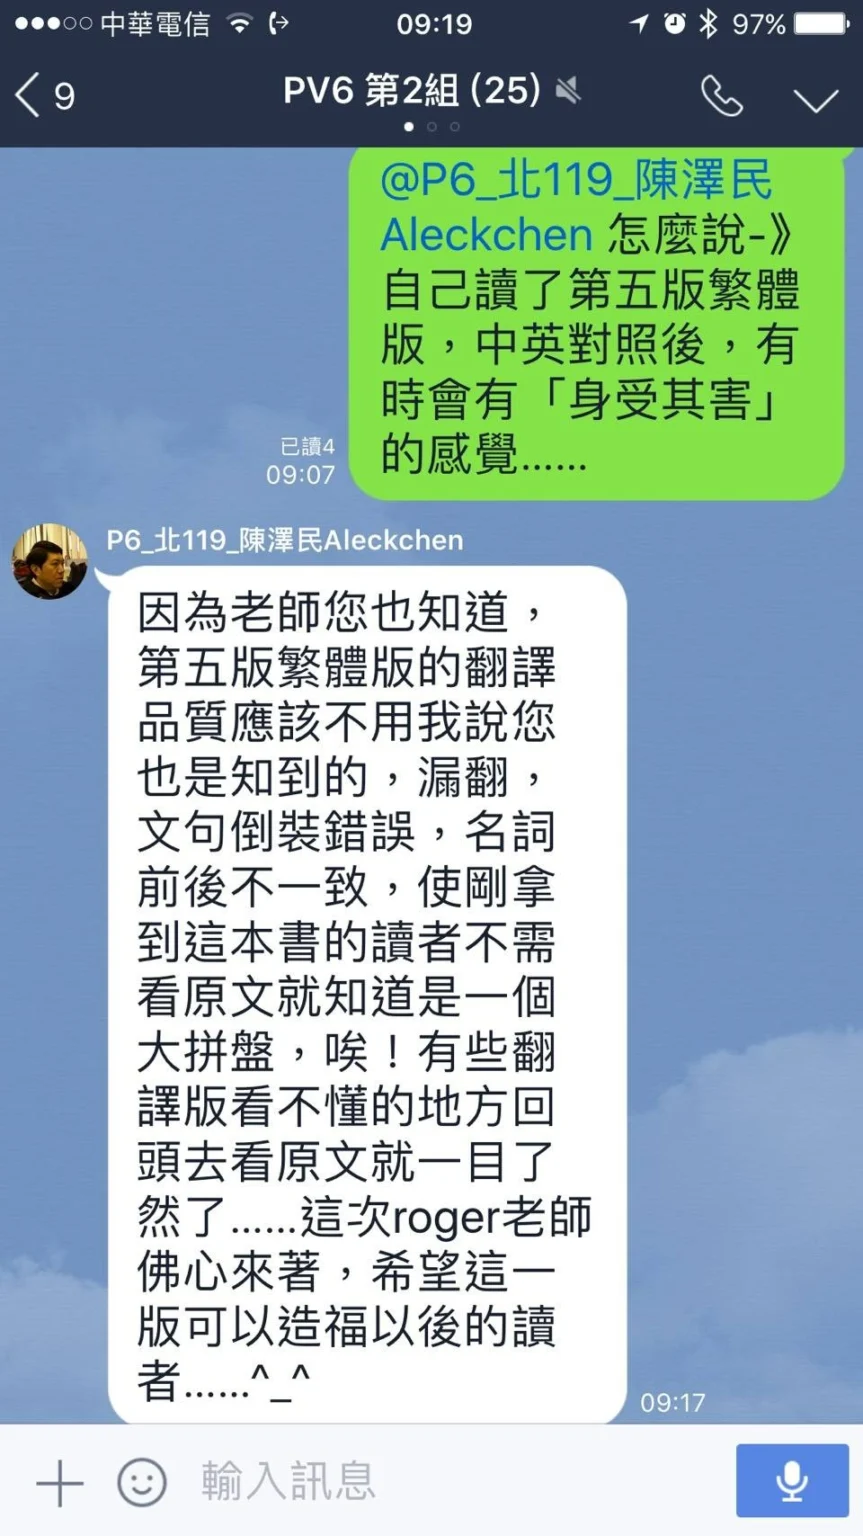 中華電信 09:19 97%
9 PV6 第2組 (25)
@P6_北119_陳澤民
Aleckchen 怎麼說-》
自己讀了第五版繁體
版，中英對照後，有
時會有「身受其害」
的感覺......
已讀4
09:07
P6_北119_陳澤民Aleckchen
因為老師您也知道，
第五版繁體版的翻譯
品質應該不用我說您
也是知到的，漏翻，
文句倒裝錯誤，名詞
前後不一致，使剛拿
到這本書的讀者不需
看原文就知道是一個
大拼盤，唉！有些翻
譯版看不懂的地方回
頭去看原文就一目了
然了......這次roger老師
佛心來著，希望這一
版可以造福以後的讀
者......^_^
09:17
輸入訊息